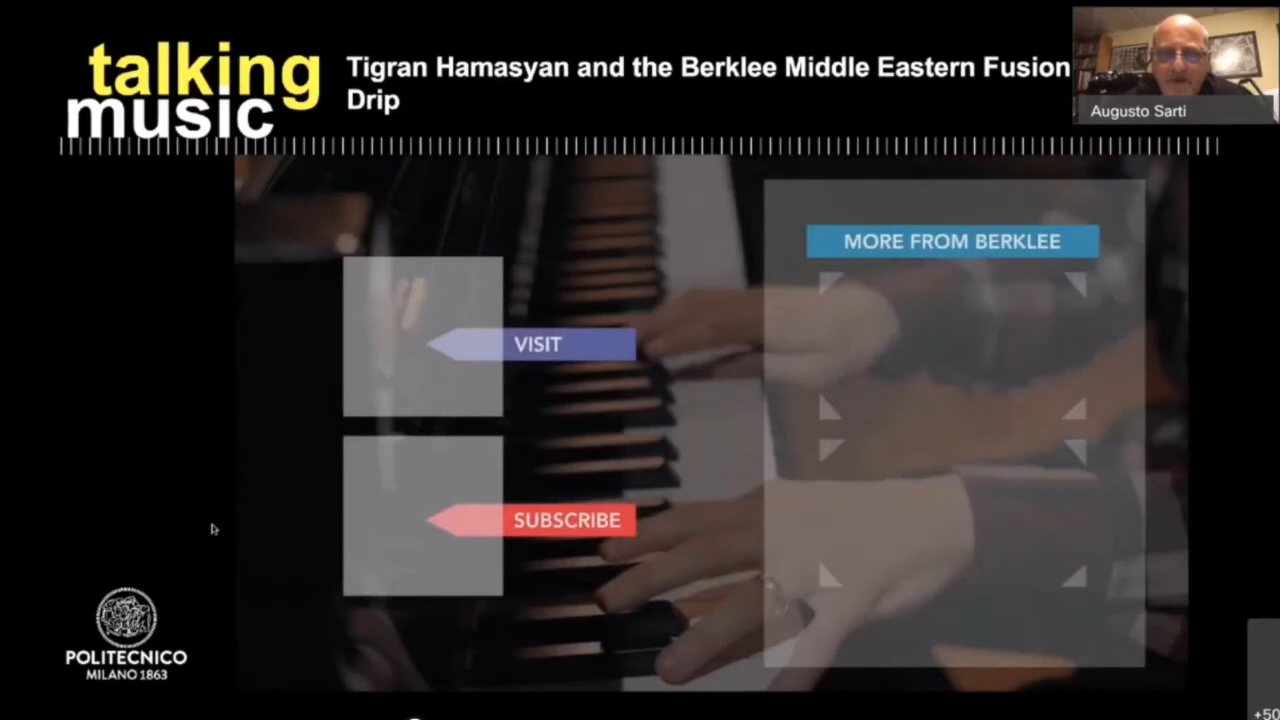 talking
music
Tigran Hamasyan and the Berklee Middle Eastern Fusion
Drip
Augusto Sarti
MORE FROM BERKLEE
VISIT
SUBSCRIBE
POLITECNICO
MILANO 1863
+50